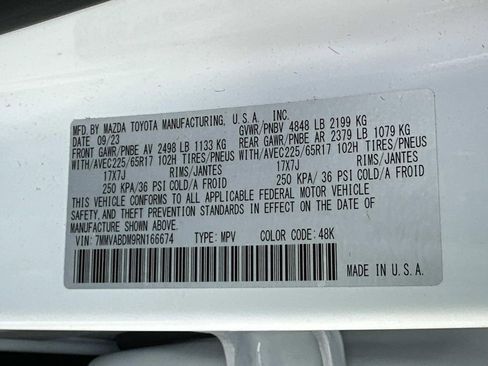 MFD. BY MAZDA TOYOTA MANUFACTURING, U.S.A., INC.
DATE 09/23 GVWR/PNBV 4848 LB 2199 KG
FRONT GAWR/PNBE AV 2498 LB 1133 KG REAR GAWR/PNBE AR 2379 LB 1079 KG
WITH/AVEC225/65R17 102H TIRES/PNEUS WITH/AVEC225/65R17 102H TIRES/PNEUS
17X7J RIMS/JANTES 17X7J RIMS/JANTES
250 KPA/ 36 PSI COLD/A FROID 250 KPA/ 36 PSI COLD/A FROID
THIS VEHICLE CONFORMS TO ALL APPLICABLE FEDERAL MOTOR VEHICLE
SAFETY, AND THEFT PREVENTION STANDARDS IN EFFECT ON THE DATE OF
MANUFACTURE SHOWN ABOVE.
VIN: 7MMVABDM9RN166674 TYPE: MPV COLOR CODE: 48K
MADE IN U.S.A.